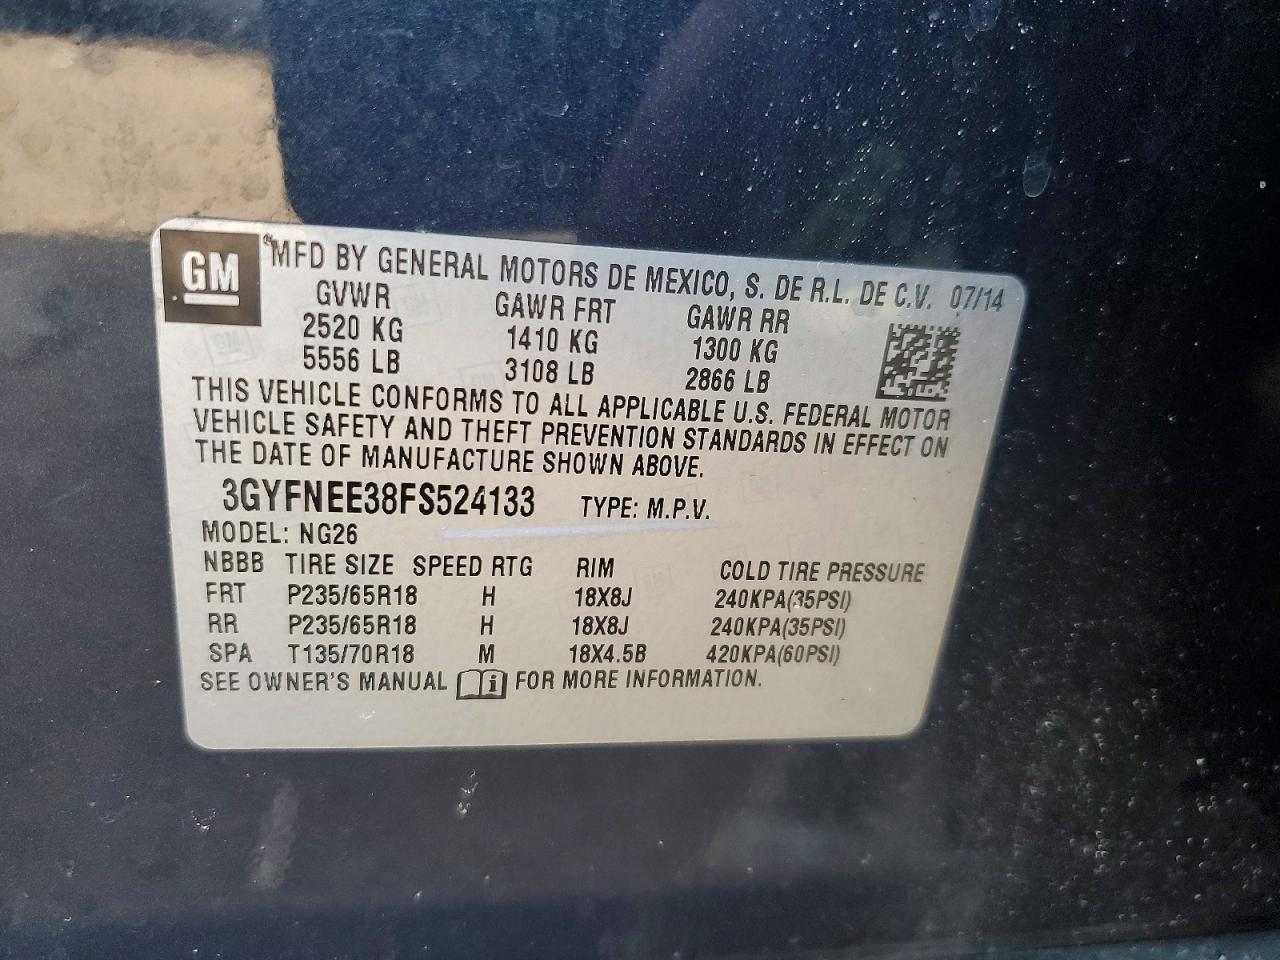 GM
MFD BY GENERAL MOTORS DE MEXICO, S. DE R.L. DE C.V. 07/14
GVWR GAWR FRT GAWR RR
2520 KG 1410 KG 1300 KG
5556 LB 3108 LB 2866 LB
THIS VEHICLE CONFORMS TO ALL APPLICABLE U.S. FEDERAL MOTOR
VEHICLE SAFETY AND THEFT PREVENTION STANDARDS IN EFFECT ON
THE DATE OF MANUFACTURE SHOWN ABOVE.
3GYFNEE38FS524133 TYPE: M.P.V.
MODEL: NG26
NBBB TIRE SIZE SPEED RTG RIM COLD TIRE PRESSURE
FRT P235/65R18 H 18X8J 240KPA(35PSI)
RR P235/65R18 H 18X8J 240KPA(35PSI)
SPA T135/70R18 M 18X4.5B 420KPA(60PSI)
SEE OWNER'S MANUAL i FOR MORE INFORMATION.